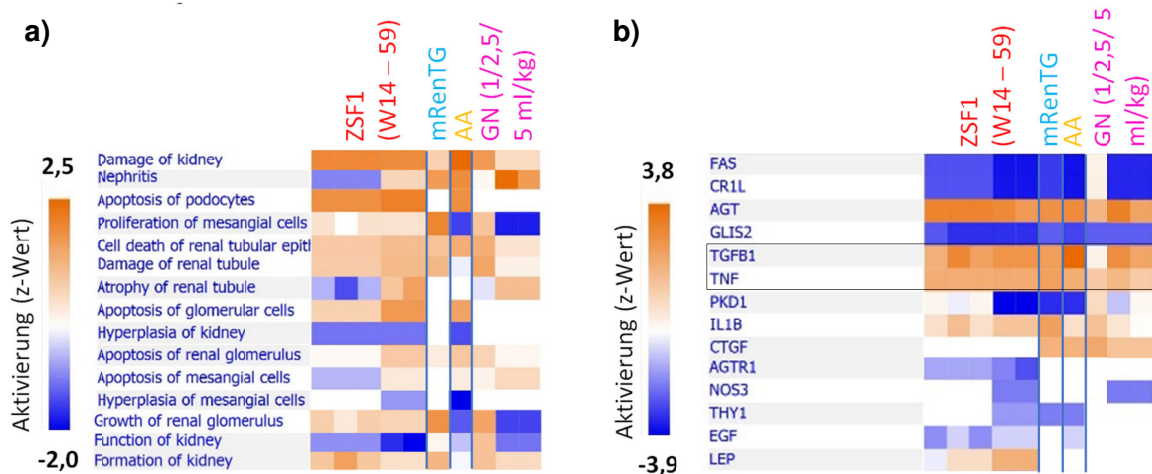 a)
ZSF1
(W14 – 59)
mRenTG
AA
GN (1/2,5/
5 ml/kg)
2,5
Aktivierung (z-Wert)
-2,0
Damage of kidney
Nephritis
Apoptosis of podocytes
Proliferation of mesangial cells
Cell death of renal tubular epitl
Damage of renal tubule
Atrophy of renal tubule
Apoptosis of glomerular cells
Hyperplasia of kidney
Apoptosis of renal glomerulus
Apoptosis of mesangial cells
Hyperplasia of mesangial cells
Growth of renal glomerulus
Function of kidney
Formation of kidney
b)
ZSF1
(W14 – 59)
mRenTG
AA
GN (1/2,5/ 5
ml/kg)
3,8
Aktivierung (z-Wert)
-3,9
FAS
CR1L
AGT
GLIS2
TGFB1
TNF
PKD1
IL1B
CTGF
AGTR1
NOS3
THY1
EGF
LEP